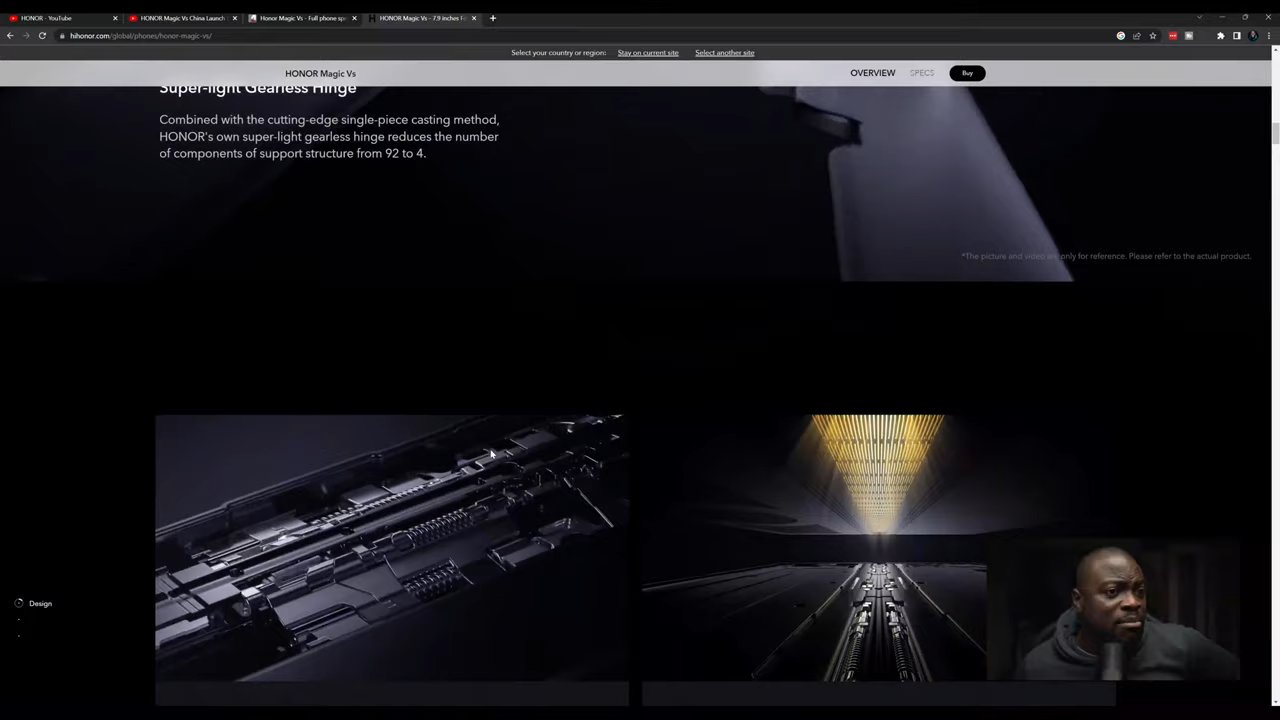 HONOR - YouTube
HONOR Magic Vs China Launch
Honor Magic Vs - Full phone spe
HONOR Magic Vs - 7.9 inches F
hihonor.com/global/phones/honor-magic-vs/
Select your country or region: Stay on current site Select another site
HONOR Magic Vs OVERVIEW SPECS Buy
Super-light Gearless Hinge
Combined with the cutting-edge single-piece casting method,
HONOR's own super-light gearless hinge reduces the number
of components of support structure from 92 to 4.
*The picture and video are only for reference. Please refer to the actual product.
Design